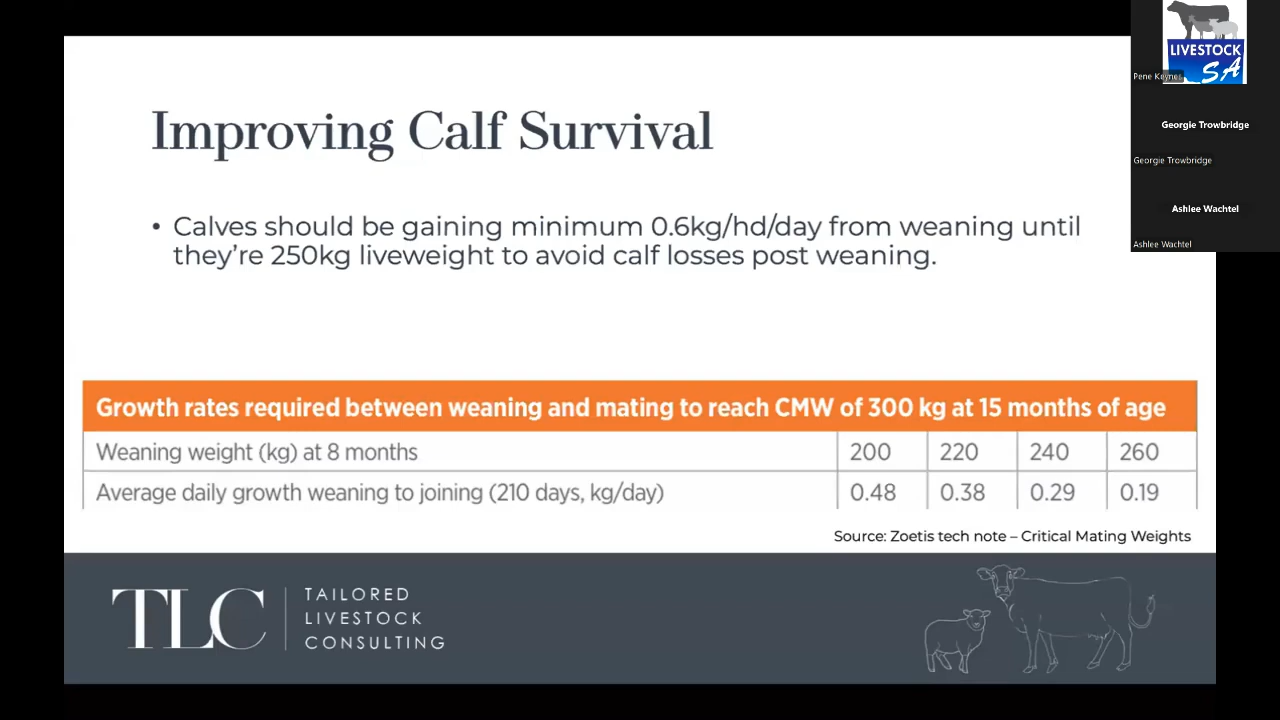 LIVESTOCK
SA
Pene Keyner
Georgie Trowbridge
Georgie Trowbridge
Ashlee Wachtel
Ashlee Wachtel
Improving Calf Survival
• Calves should be gaining minimum 0.6kg/hd/day from weaning until
they’re 250kg liveweight to avoid calf losses post weaning.
Growth rates required between weaning and mating to reach CMW of 300 kg at 15 months of age
Weaning weight (kg) at 8 months 200 220 240 260
Average daily growth weaning to joining (210 days, kg/day) 0.48 0.38 0.29 0.19
Source: Zoetis tech note – Critical Mating Weights
TLC
TAILORED
LIVESTOCK
CONSULTING